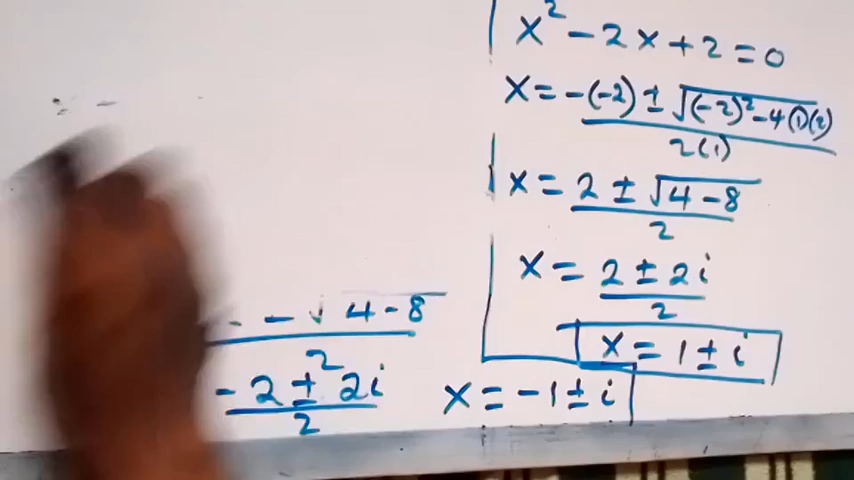 x² - 2x + 2 = 0
x = -(-2) ± √(-2)² - 4(1)(2)
2(1)
x = 2 ± √4 - 8
2
x = 2 ± 2i
2
x = 1 ± i
- √4 - 8
2
-2 ± 2i
2
x = -1 ± i